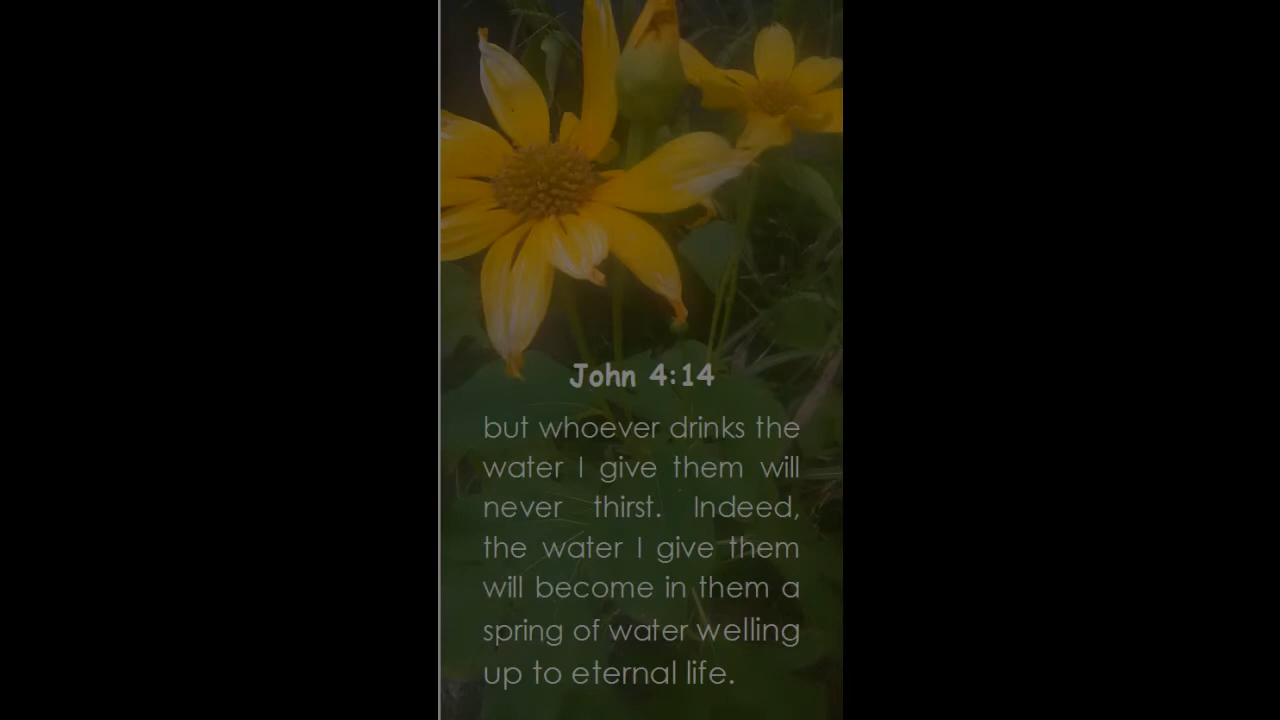 John 4:14
but whoever drinks the
water I give them will
never thirst. Indeed,
the water I give them
will become in them a
spring of water welling
up to eternal life.